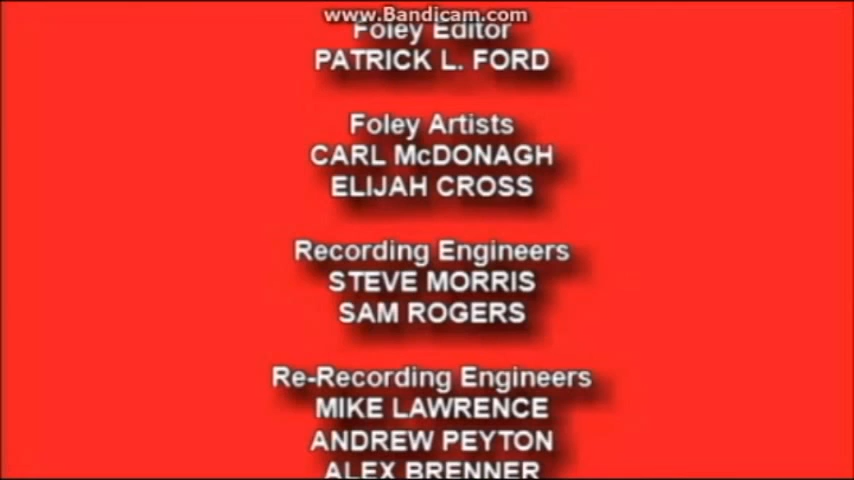 www.Bandicam.com
Foley Editor
PATRICK L. FORD
Foley Artists
CARL McDONAGH
ELIJAH CROSS
Recording Engineers
STEVE MORRIS
SAM ROGERS
Re-Recording Engineers
MIKE LAWRENCE
ANDREW PEYTON
ALEX BRENNER